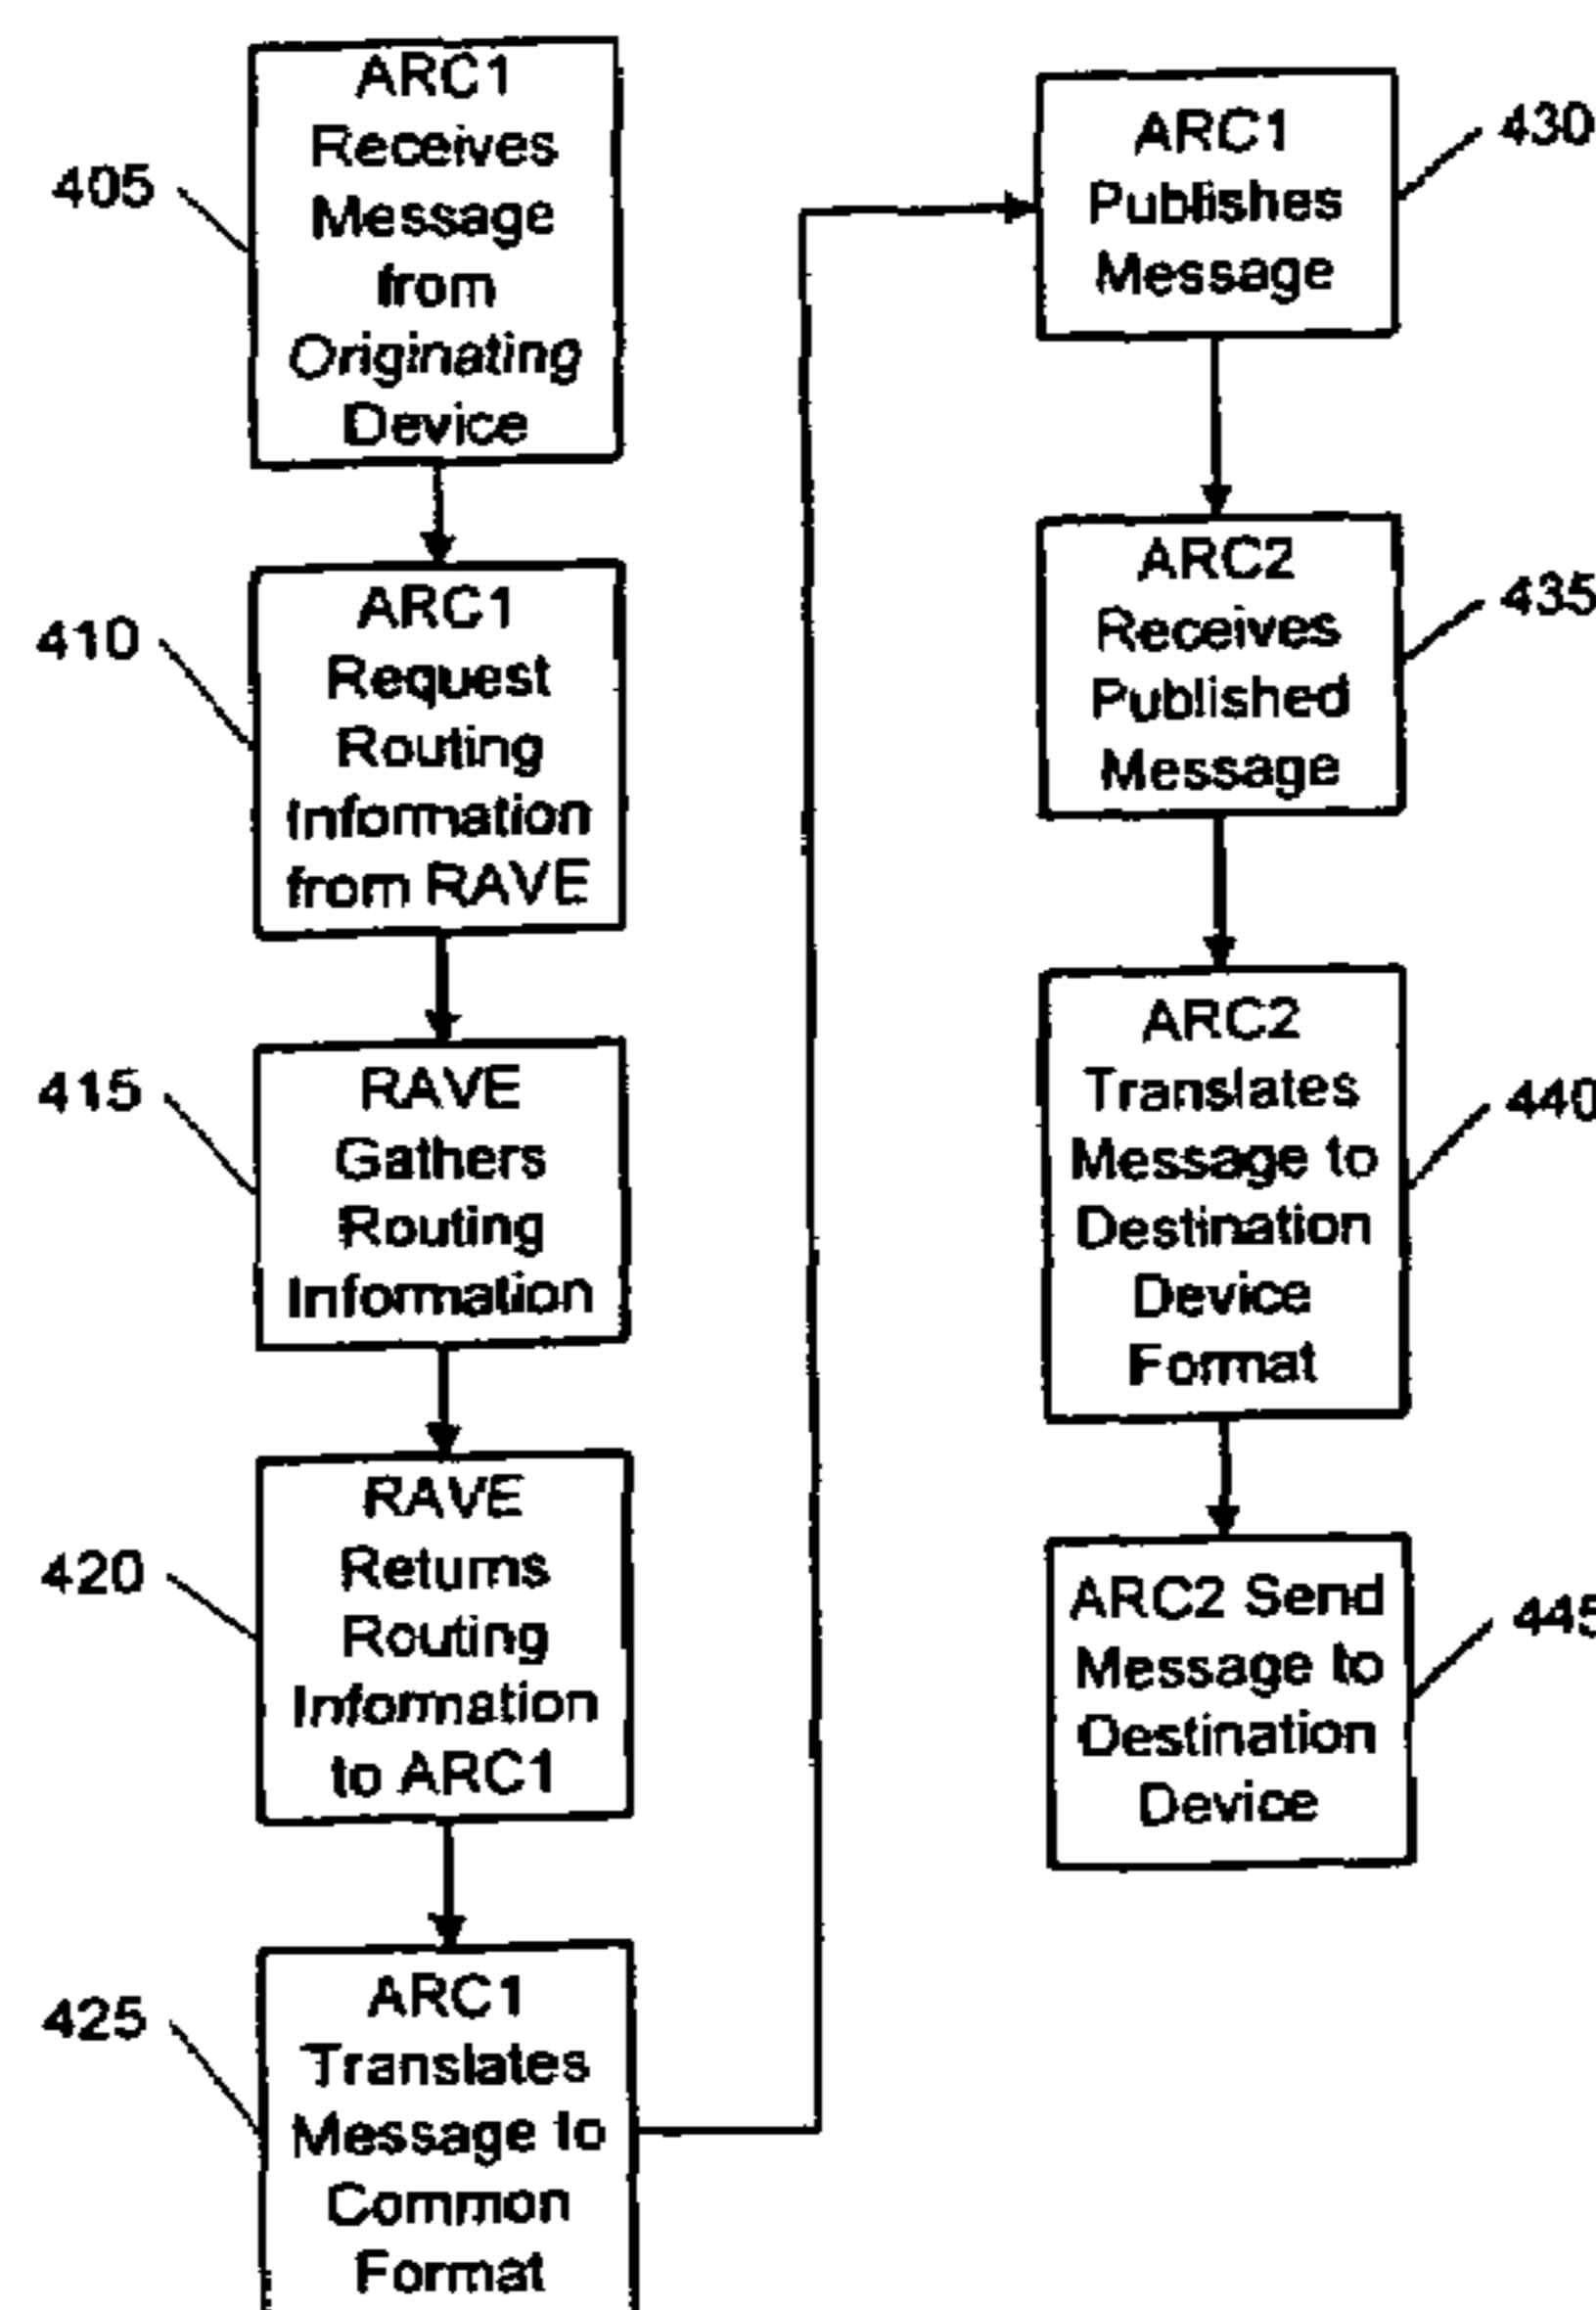 405
ARC1
Receives
Message
from
Originating
Device
410
ARC1
Request
Routing
Information
from RAVE
415
RAVE
Gathers
Routing
Information
420
RAVE
Returns
Routing
Information
to ARC1
425
ARC1
Translates
Message to
Common
Format
430
ARC1
Publishes
Message
435
ARC2
Receives
Published
Message
440
ARC2
Translates
Message to
Destination
Device
Format
445
ARC2 Send
Message to
Destination
Device